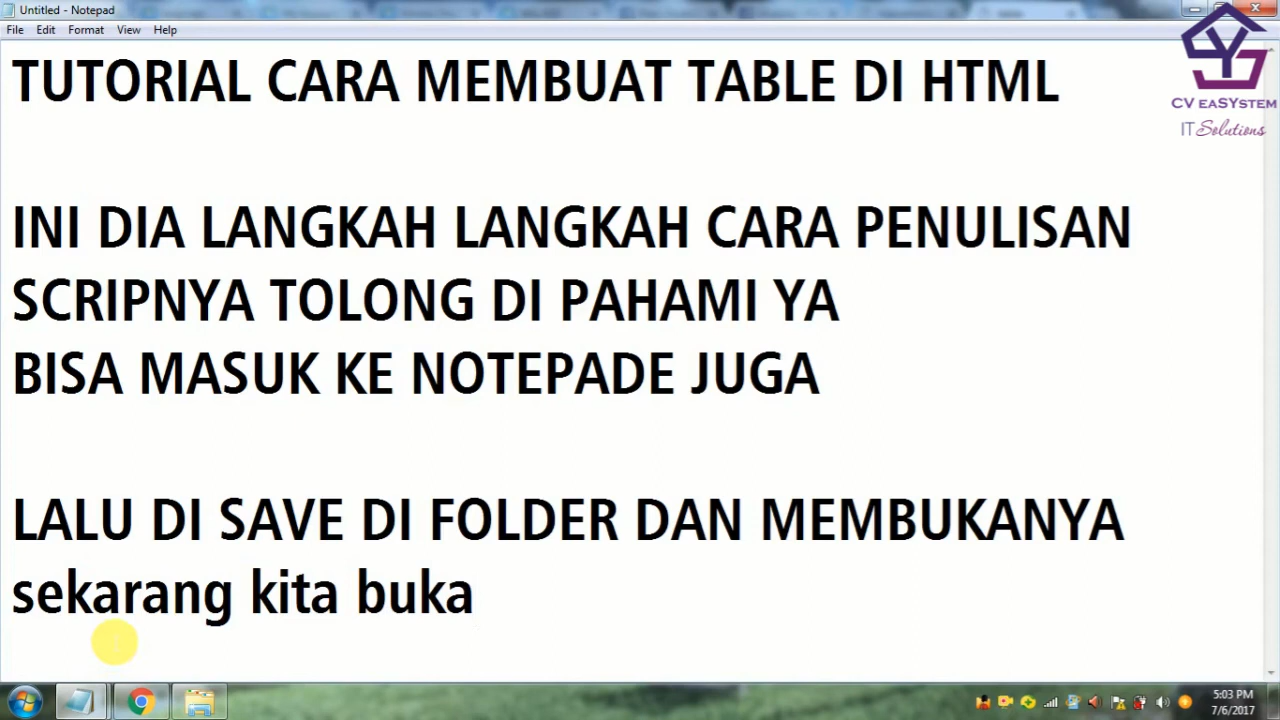 Untitled - Notepad
File Edit Format View Help
TUTORIAL CARA MEMBUAT TABLE DI HTML
INI DIA LANGKAH LANGKAH CARA PENULISAN
SCRIPNYA TOLONG DI PAHAMI YA
BISA MASUK KE NOTEPADE JUGA
LALU DI SAVE DI FOLDER DAN MEMBUKANYA
sekarang kita buka
CV eaSYstem
IT Solutions
5:03 PM
7/6/2017